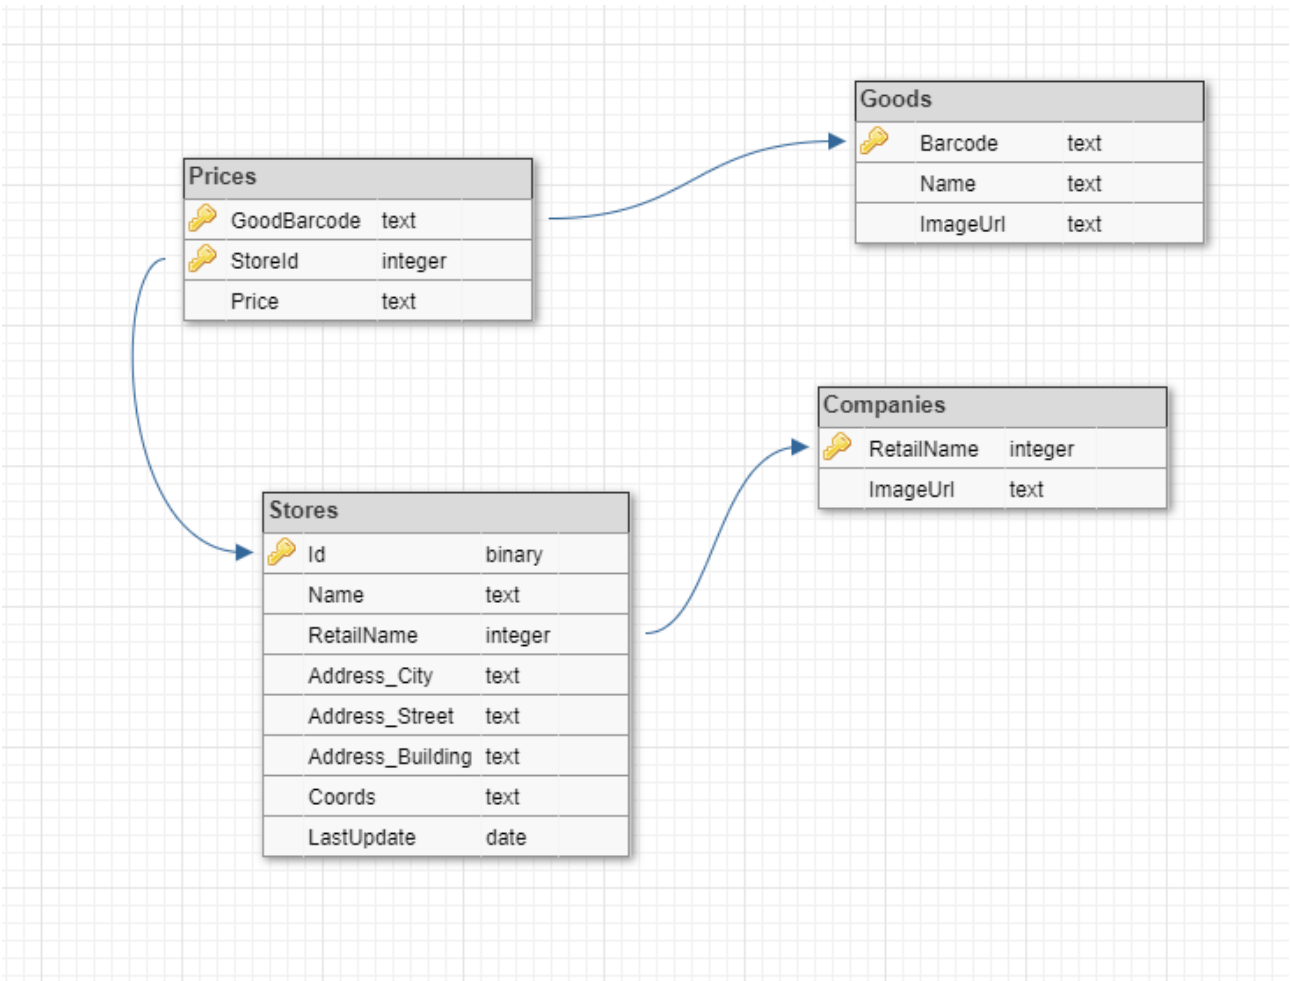 Goods
Barcode text
Name text
ImageUrl text
Prices
GoodBarcode text
StoreId integer
Price text
Companies
RetailName integer
ImageUrl text
Stores
Id binary
Name text
RetailName integer
Address_City text
Address_Street text
Address_Building text
Coords text
LastUpdate date